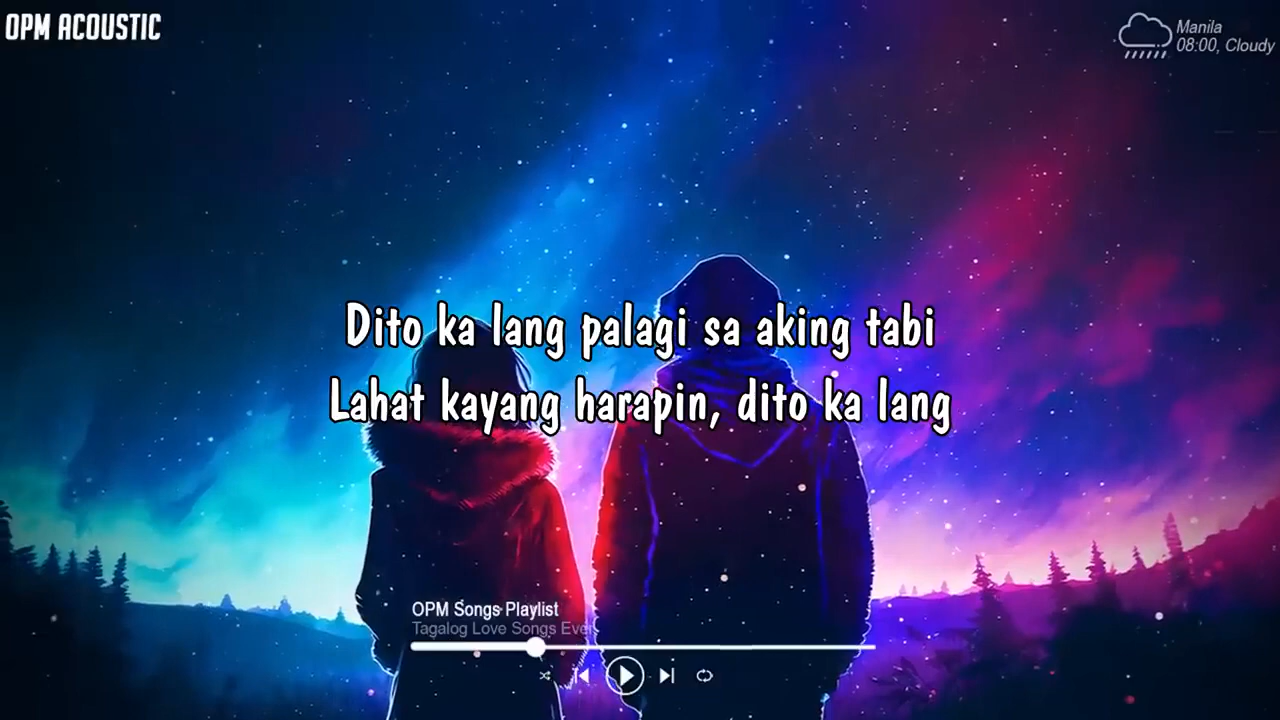 OPM ACOUSTIC
Manila
08:00, Cloudy
Dito ka lang palagi sa aking tabi
Lahat kayang harapin, dito ka lang
OPM Songs Playlist
Tagalog Love Songs Ever